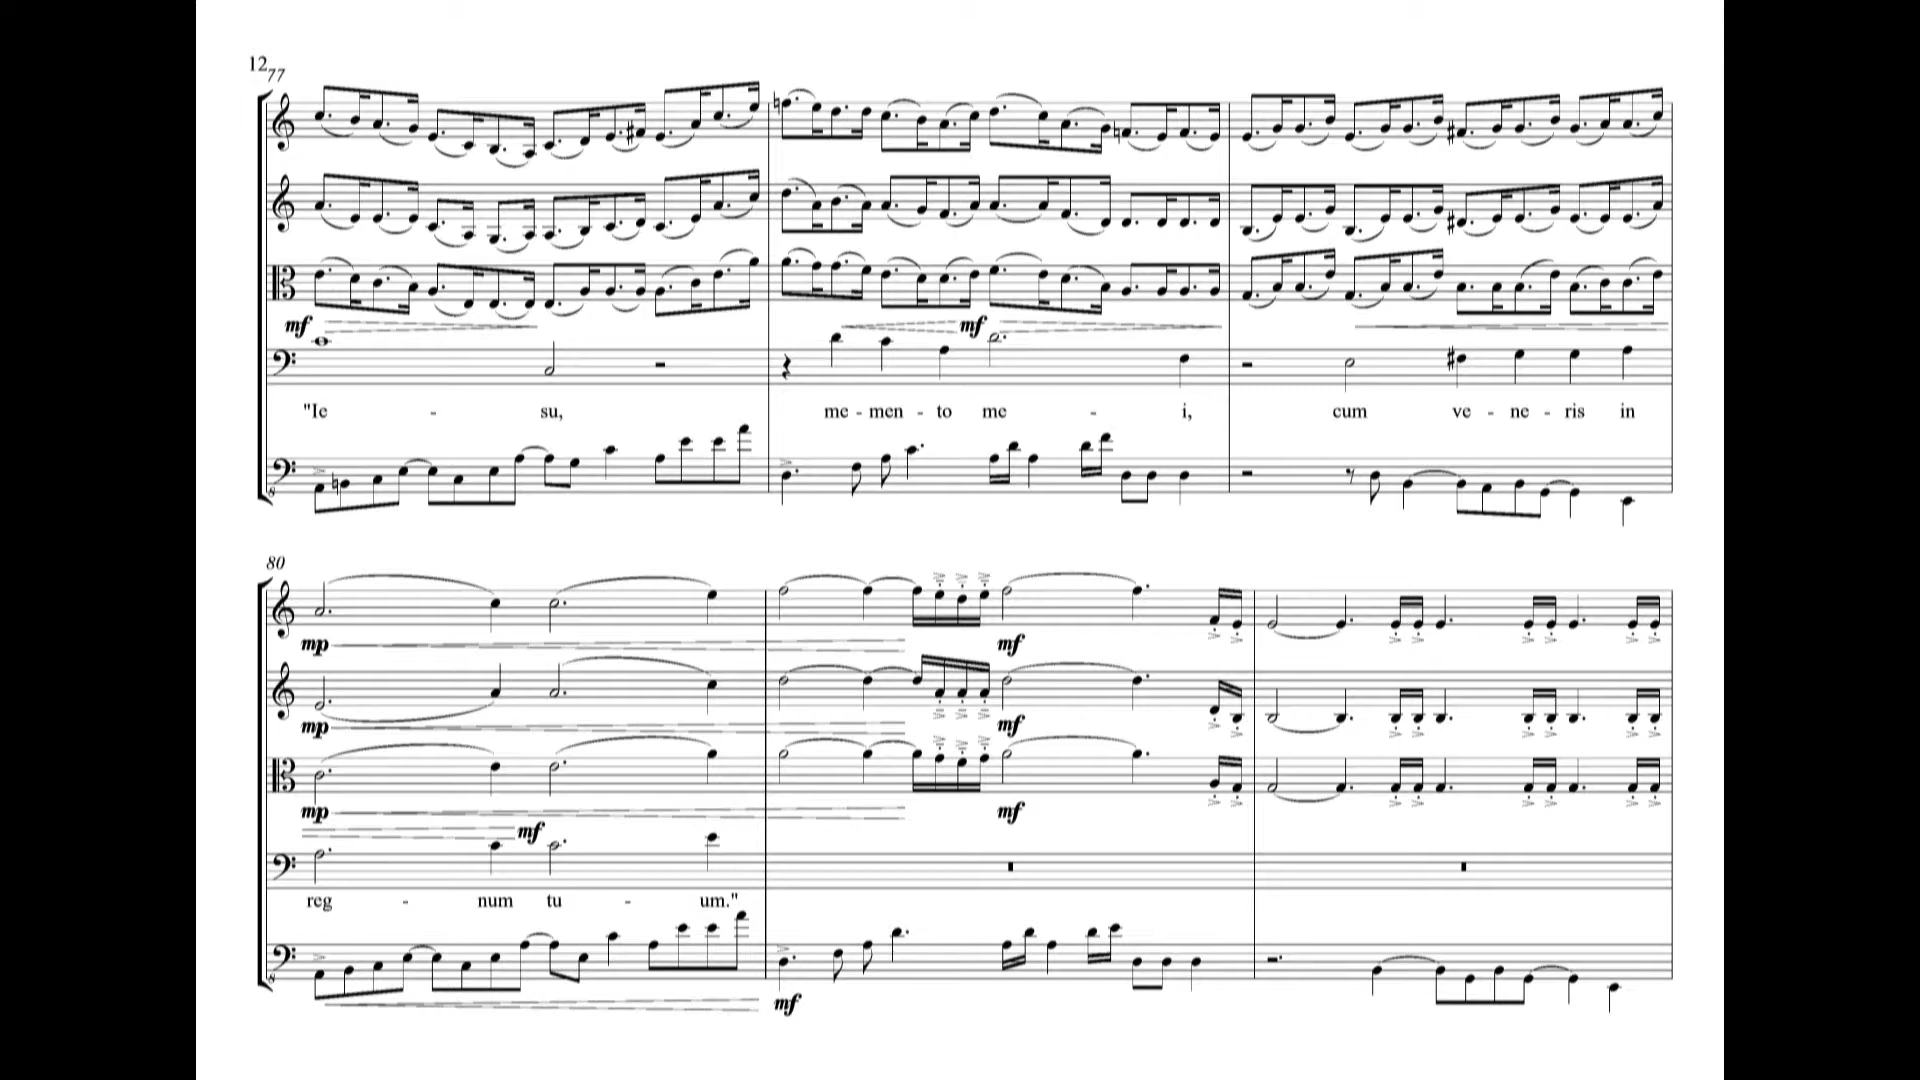 12
77
mf
mf
"Ie - su, me - men - to me - i, cum ve - ne - ris in
80
mp
mf
mp
mf
mp
mf
mf
reg - num tu - um."
mf